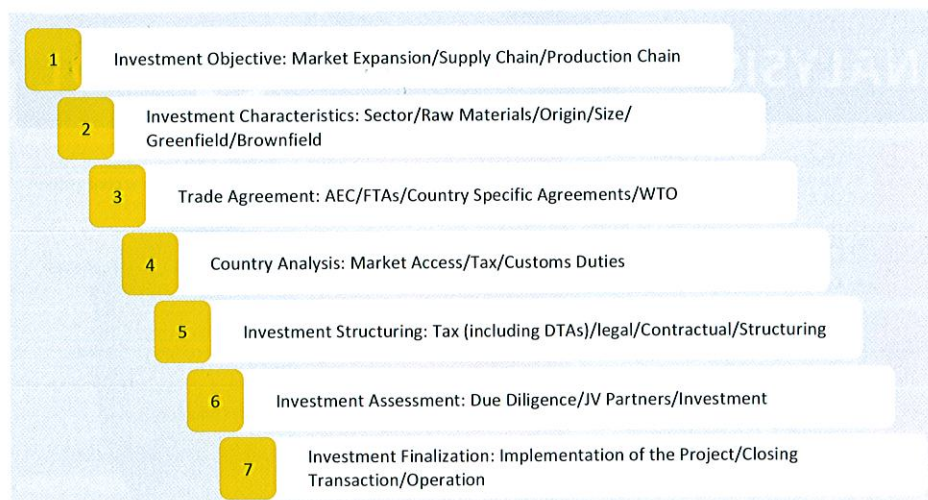 1
Investment Objective: Market Expansion/Supply Chain/Production Chain
2
Investment Characteristics: Sector/Raw Materials/Origin/Size/
Greenfield/Brownfield
3
Trade Agreement: AEC/FTAs/Country Specific Agreements/WTO
4
Country Analysis: Market Access/Tax/Customs Duties
5
Investment Structuring: Tax (including DTAs)/legal/Contractual/Structuring
6
Investment Assessment: Due Diligence/JV Partners/Investment
7
Investment Finalization: Implementation of the Project/Closing
Transaction/Operation